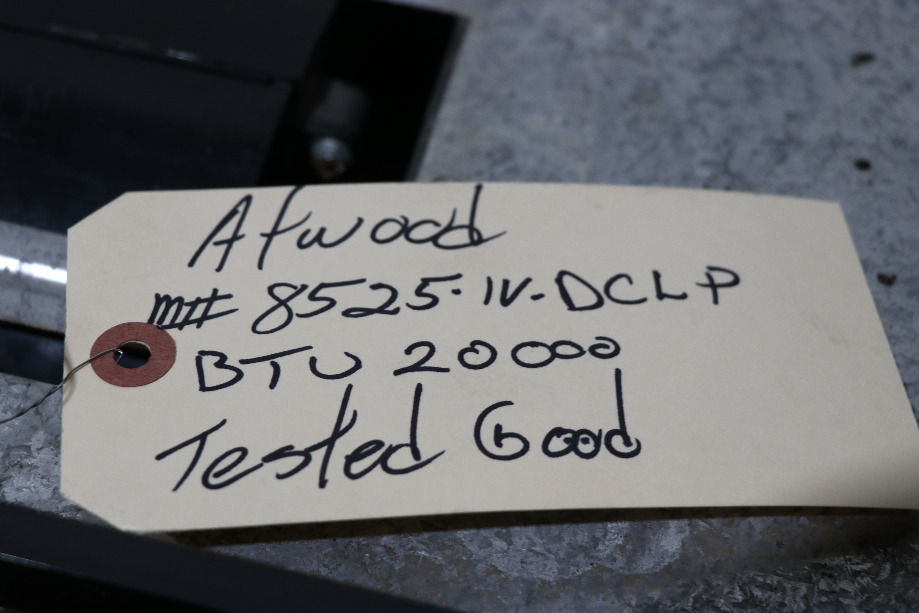 Atwood
M# 8525-IV-DCLP
BTU 20000
Tested Good